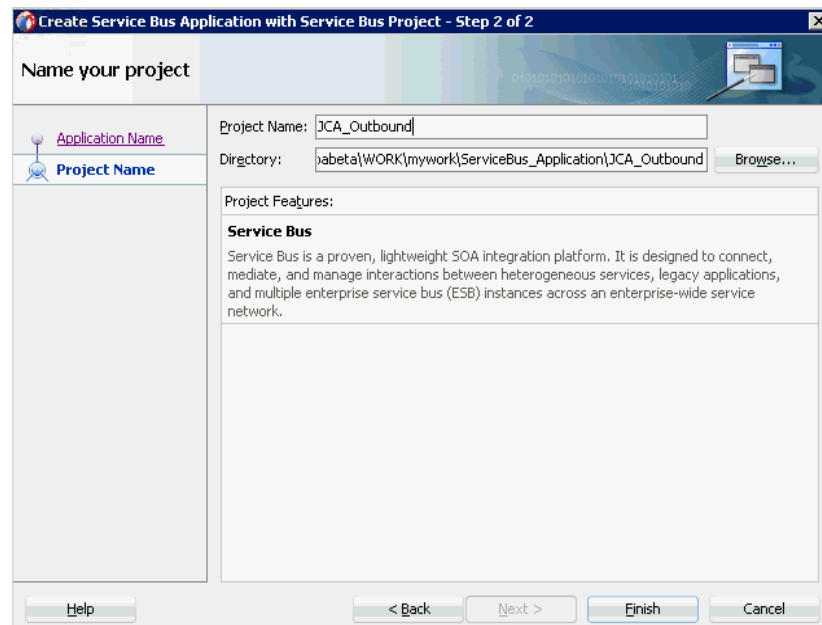 Create Service Bus Application with Service Bus Project - Step 2 of 2
Name your project
Application Name
Project Name
Project Name: JCA_Outbound
Directory: abeta\WORK\mywork\ServiceBus_Application\JCA_Outbound Browse...
Project Features:
Service Bus
Service Bus is a proven, lightweight SOA integration platform. It is designed to connect,
mediate, and manage interactions between heterogeneous services, legacy applications,
and multiple enterprise service bus (ESB) instances across an enterprise-wide service
network.
Help < Back Next > Finish Cancel